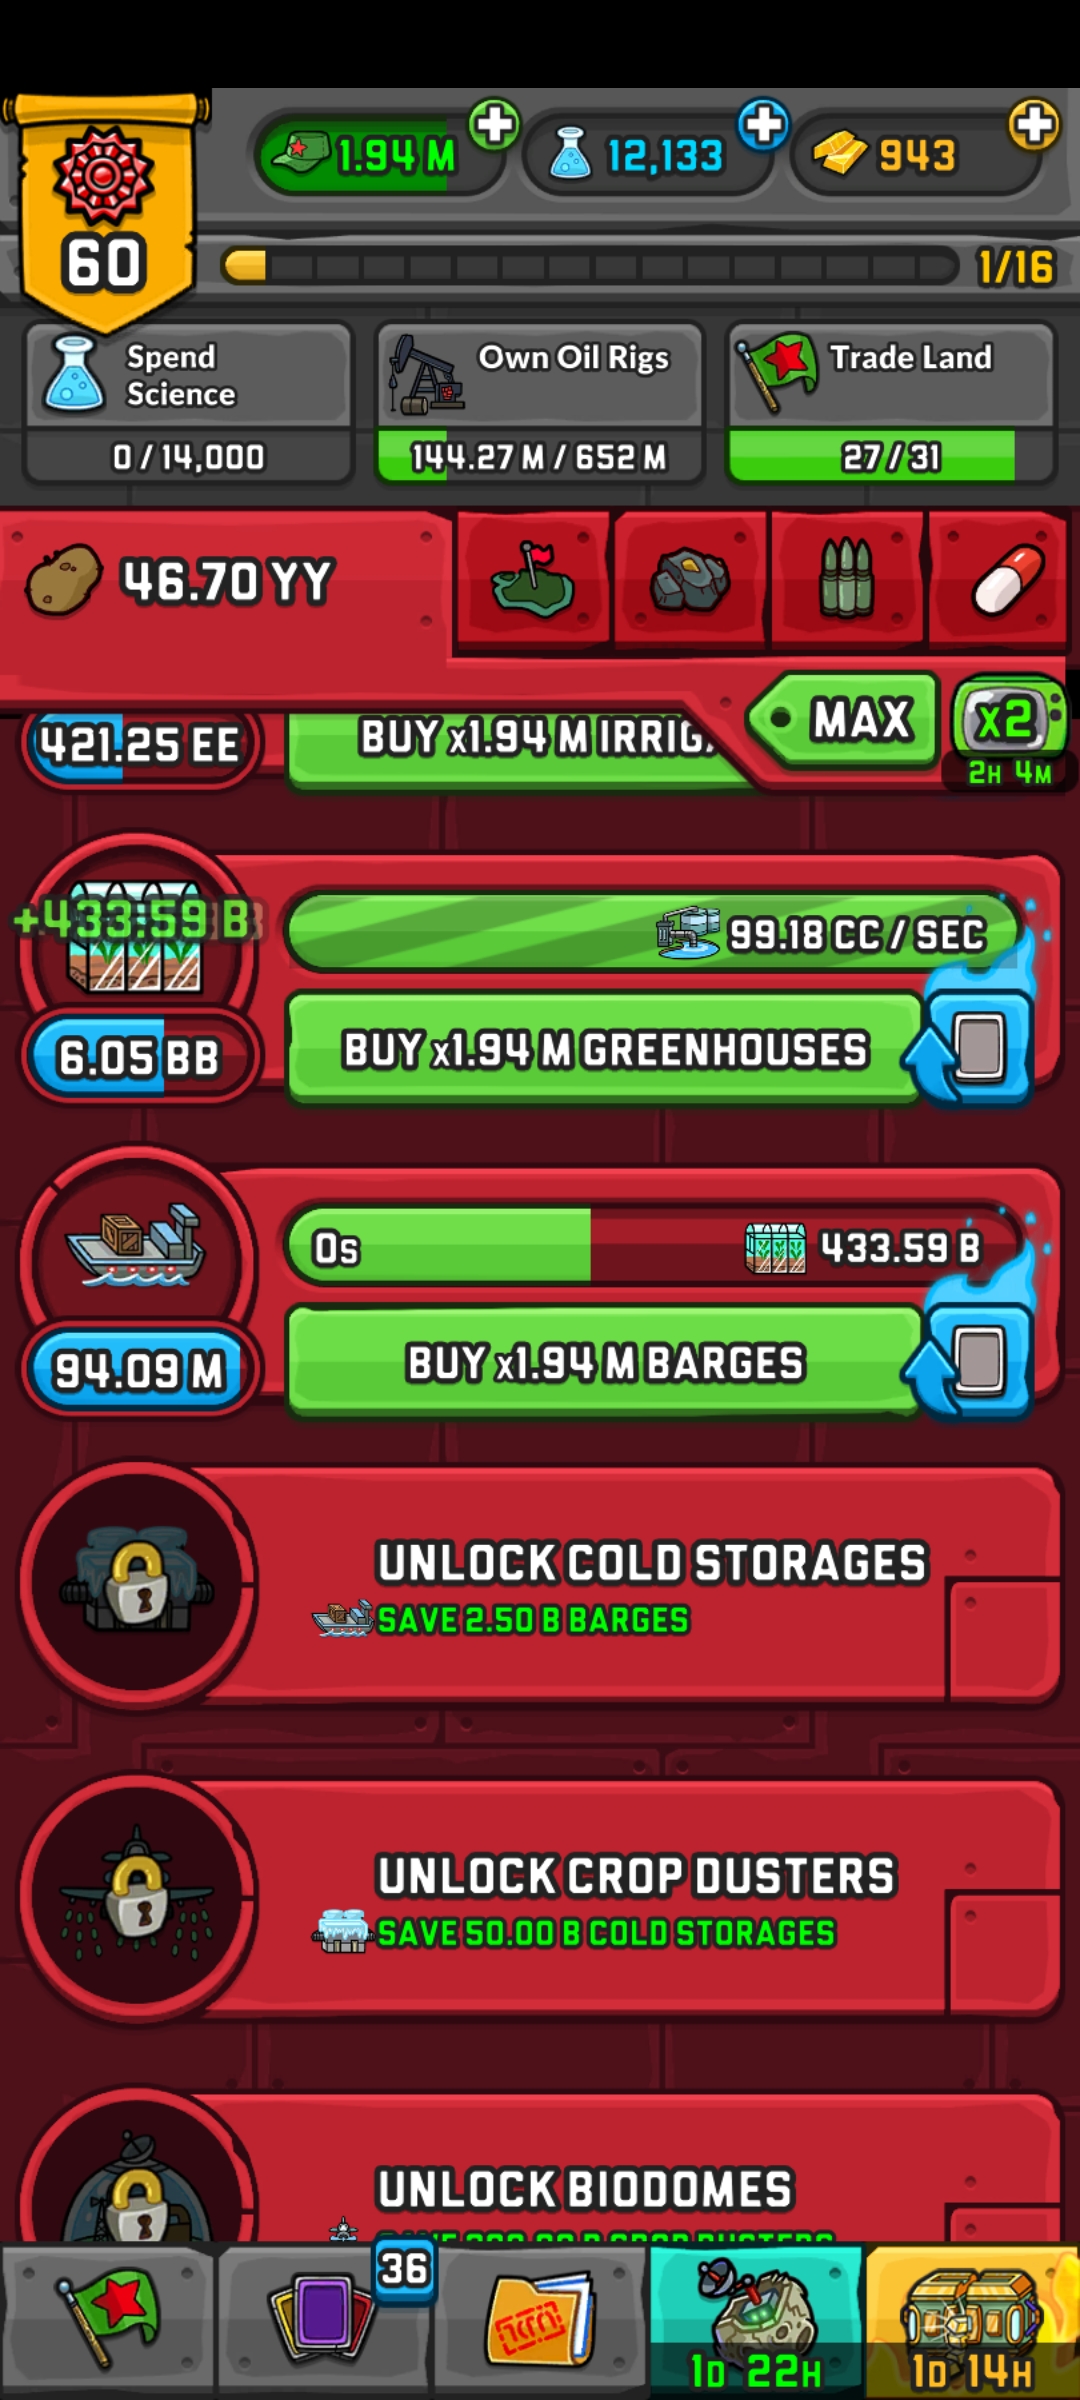 1.94 M
12,133
943
60
1/16
Spend
Science
0 / 14,000
Own Oil Rigs
144.27 M / 652 M
Trade Land
27 / 31
46.70 YY
MAX
x2
2H 4M
421.25 EE
BUY x1.94 M
+433.59 B
99.18 CC / SEC
6.05 BB
BUY x1.94 M GREENHOUSES
0s
433.59 B
94.09 M
BUY x1.94 M BARGES
UNLOCK COLD STORAGES
SAVE 2.50 B BARGES
UNLOCK CROP DUSTERS
SAVE 50.00 B COLD STORAGES
UNLOCK BIODOMES
36
1D 22H
1D 14H